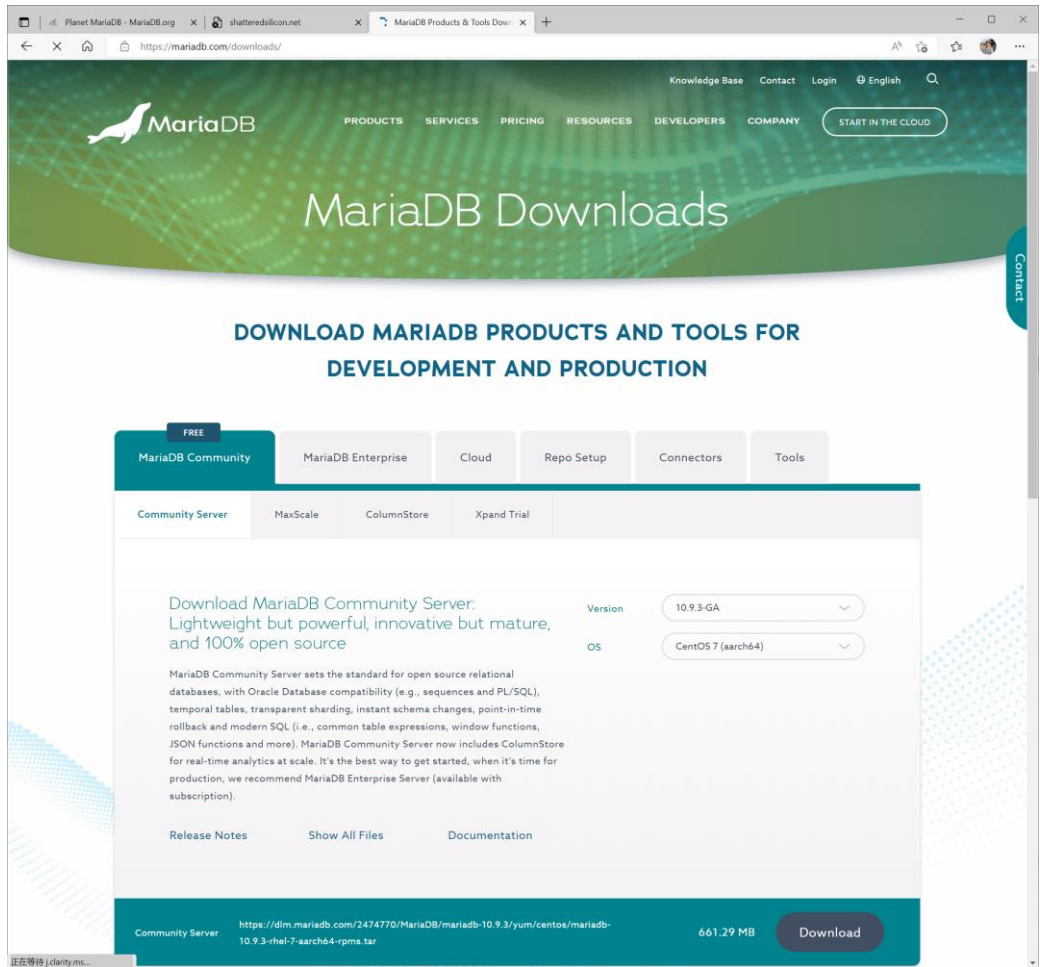 Planet MariaDB - MariaDB.org
shatteredsilicon.net
MariaDB Products & Tools Down
https://mariadb.com/downloads/
Knowledge Base Contact Login English
MariaDB
PRODUCTS SERVICES PRICING RESOURCES DEVELOPERS COMPANY START IN THE CLOUD
MariaDB Downloads
Contact
DOWNLOAD MARIADB PRODUCTS AND TOOLS FOR
DEVELOPMENT AND PRODUCTION
FREE
MariaDB Community MariaDB Enterprise Cloud Repo Setup Connectors Tools
Community Server MaxScale ColumnStore Xpand Trial
Download MariaDB Community Server:
Lightweight but powerful, innovative but mature,
and 100% open source
Version 10.9.3-GA
OS CentOS 7 (aarch64)
MariaDB Community Server sets the standard for open source relational
databases, with Oracle Database compatibility (e.g., sequences and PL/SQL),
temporal tables, transparent sharding, instant schema changes, point-in-time
rollback and modern SQL (i.e., common table expressions, window functions,
JSON functions and more). MariaDB Community Server now includes ColumnStore
for real-time analytics at scale. It's the best way to get started, when it's time for
production, we recommend MariaDB Enterprise Server (available with
subscription).
Release Notes Show All Files Documentation
Community Server
https://dlm.mariadb.com/2474770/MariaDB/mariadb-10.9.3/yum/centos/mariadb-
10.9.3-rhel-7-aarch64-rpms.tar
661.29 MB Download
正在等待 j.clarity.ms...